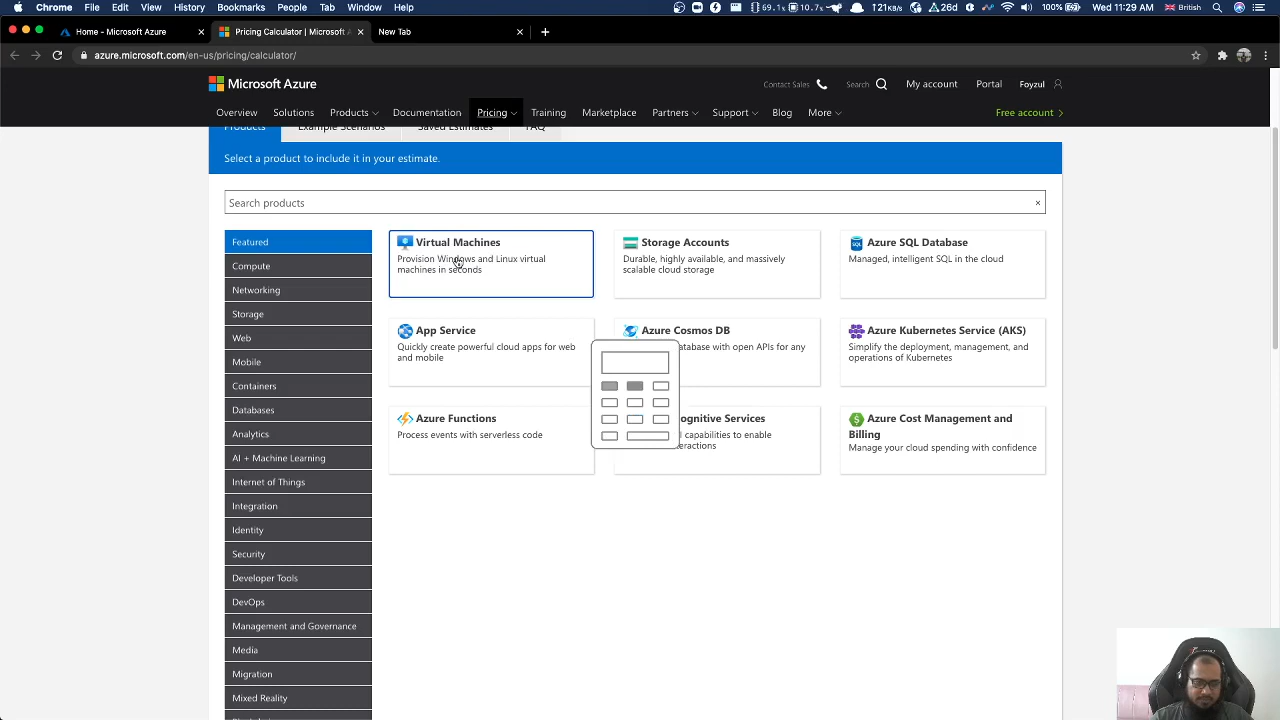 Chrome File Edit View History Bookmarks People Tab Window Help 59.1 10.7 121Kas 26d 100% Wed 11:29 AM British
Home - Microsoft Azure
Pricing Calculator | Microsoft A
New Tab
azure.microsoft.com/en-us/pricing/calculator/
Microsoft Azure
Contact Sales Search My account Portal Foyzul
Overview Solutions Products Documentation Pricing Training Marketplace Partners Support Blog More Free account
Products Example Scenarios Saved Estimates FAQ
Select a product to include it in your estimate.
Search products
Featured
Compute
Networking
Storage
Web
Mobile
Containers
Databases
Analytics
AI + Machine Learning
Internet of Things
Integration
Identity
Security
Developer Tools
DevOps
Management and Governance
Media
Migration
Mixed Reality
Virtual Machines
Provision Windows and Linux virtual
machines in seconds
Storage Accounts
Durable, highly available, and massively
scalable cloud storage
Azure SQL Database
Managed, intelligent SQL in the cloud
App Service
Quickly create powerful cloud apps for web
and mobile
Azure Cosmos DB
atabase with open APIs for any
Azure Kubernetes Service (AKS)
Simplify the deployment, management, and
operations of Kubernetes
Azure Functions
Process events with serverless code
ognitive Services
l capabilities to enable
eractions
Azure Cost Management and
Billing
Manage your cloud spending with confidence